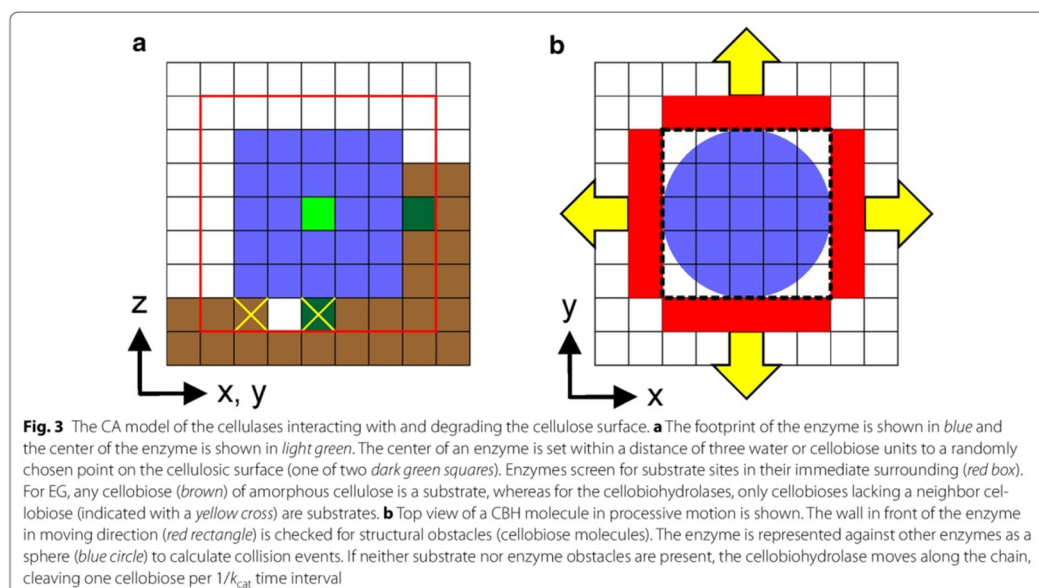 a
b
z
x, y
y
x
Fig. 3 The CA model of the cellulases interacting with and degrading the cellulose surface. a The footprint of the enzyme is shown in blue and
the center of the enzyme is shown in light green. The center of an enzyme is set within a distance of three water or cellobiose units to a randomly
chosen point on the cellulosic surface (one of two dark green squares). Enzymes screen for substrate sites in their immediate surrounding (red box).
For EG, any cellobiose (brown) of amorphous cellulose is a substrate, whereas for the cellobiohydrolases, only cellobioses lacking a neighbor cel-
lobiose (indicated with a yellow cross) are substrates. b Top view of a CBH molecule in processive motion is shown. The wall in front of the enzyme
in moving direction (red rectangle) is checked for structural obstacles (cellobiose molecules). The enzyme is represented against other enzymes as a
sphere (blue circle) to calculate collision events. If neither substrate nor enzyme obstacles are present, the cellobiohydrolase moves along the chain,
cleaving one cellobiose per 1/kcat time interval